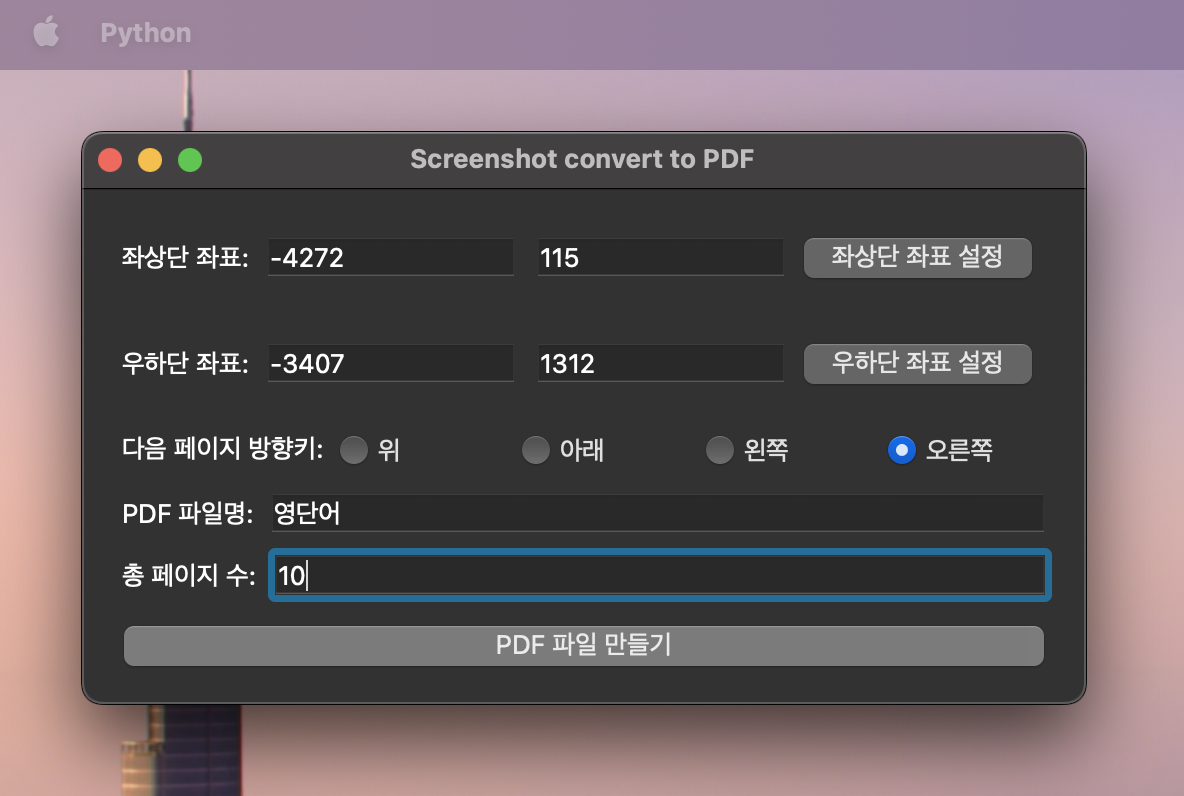 Python
Screenshot convert to PDF
좌상단 좌표: -4272 115 좌상단 좌표 설정
우하단 좌표: -3407 1312 우하단 좌표 설정
다음 페이지 방향키: 위 아래 왼쪽 오른쪽
PDF 파일명: 영단어
총 페이지 수: 10
PDF 파일 만들기